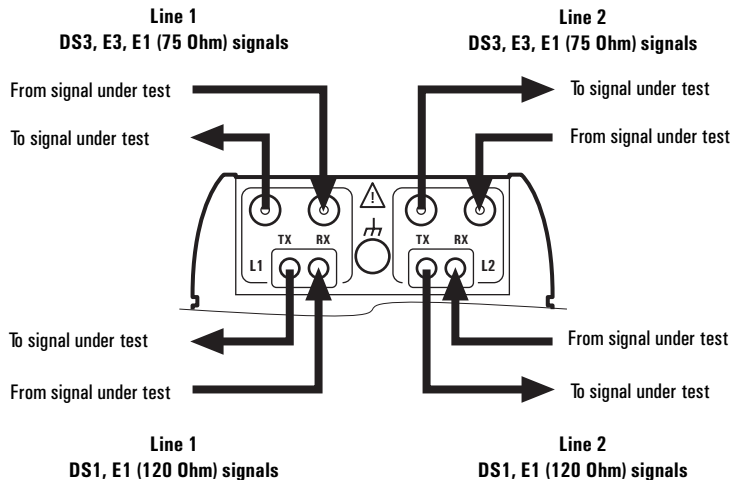 Line 1
DS3, E3, E1 (75 Ohm) signals
Line 2
DS3, E3, E1 (75 Ohm) signals
From signal under test
To signal under test
To signal under test
From signal under test
!
TX RX
TX RX
L1
L2
To signal under test
From signal under test
From signal under test
To signal under test
Line 1
DS1, E1 (120 Ohm) signals
Line 2
DS1, E1 (120 Ohm) signals